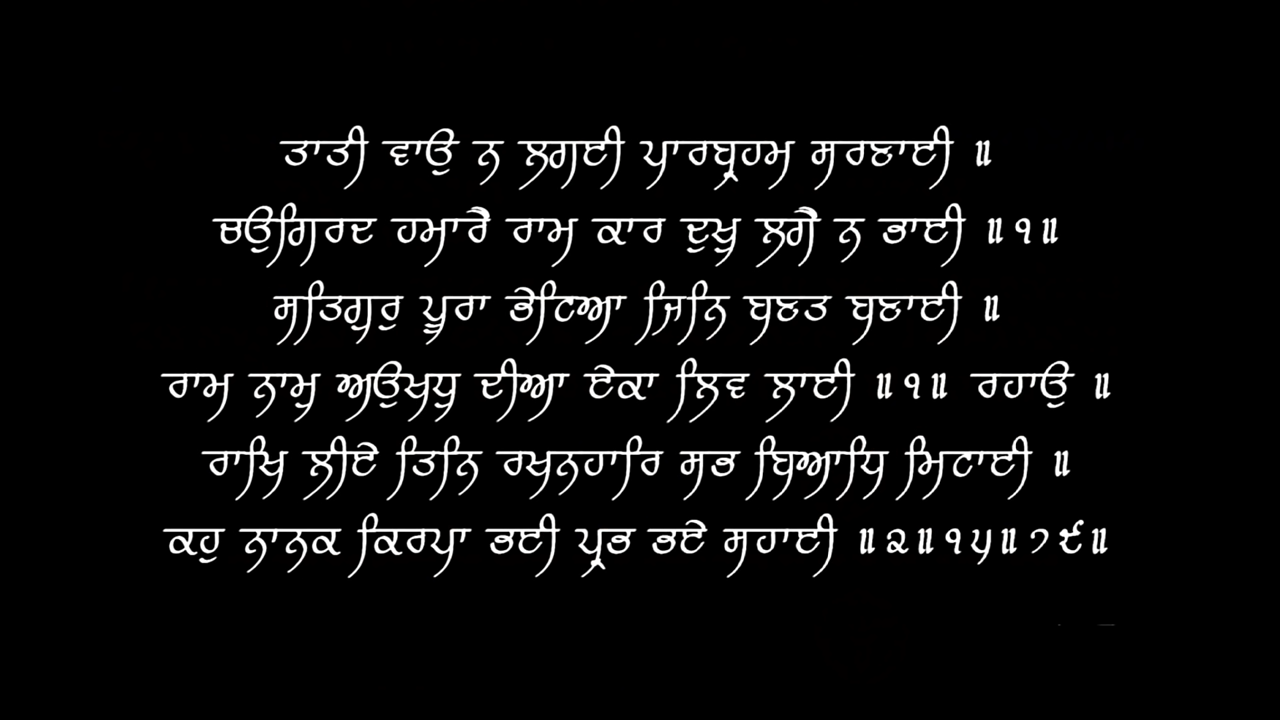 ਤਾਤੀ ਵਾਉ ਨ ਲਗਈ ਪਾਰਬ੍ਰਹਮ ਸਰਣਾਈ ॥
ਚਉਗਿਰਦ ਹਮਾਰੈ ਰਾਮ ਕਾਰ ਦੁਖੁ ਲਗੈ ਨ ਭਾਈ ॥੧॥
ਸਤਿਗੁਰੁ ਪੂਰਾ ਭੇਟਿਆ ਜਿਨਿ ਬਣਤ ਬਣਾਈ ॥
ਰਾਮ ਨਾਮੁ ਅਉਖਧੁ ਦੀਆ ਏਕਾ ਲਿਵ ਲਾਈ ॥੧॥ ਰਹਾਉ ॥
ਰਾਖਿ ਲੀਏ ਤਿਨਿ ਰਖਨਹਾਰਿ ਸਭ ਬਿਆਧਿ ਮਿਟਾਈ ॥
ਕਹੁ ਨਾਨਕ ਕਿਰਪਾ ਭਈ ਪ੍ਰਭ ਭਏ ਸਹਾਈ ॥੨॥੧੫॥੭੯॥